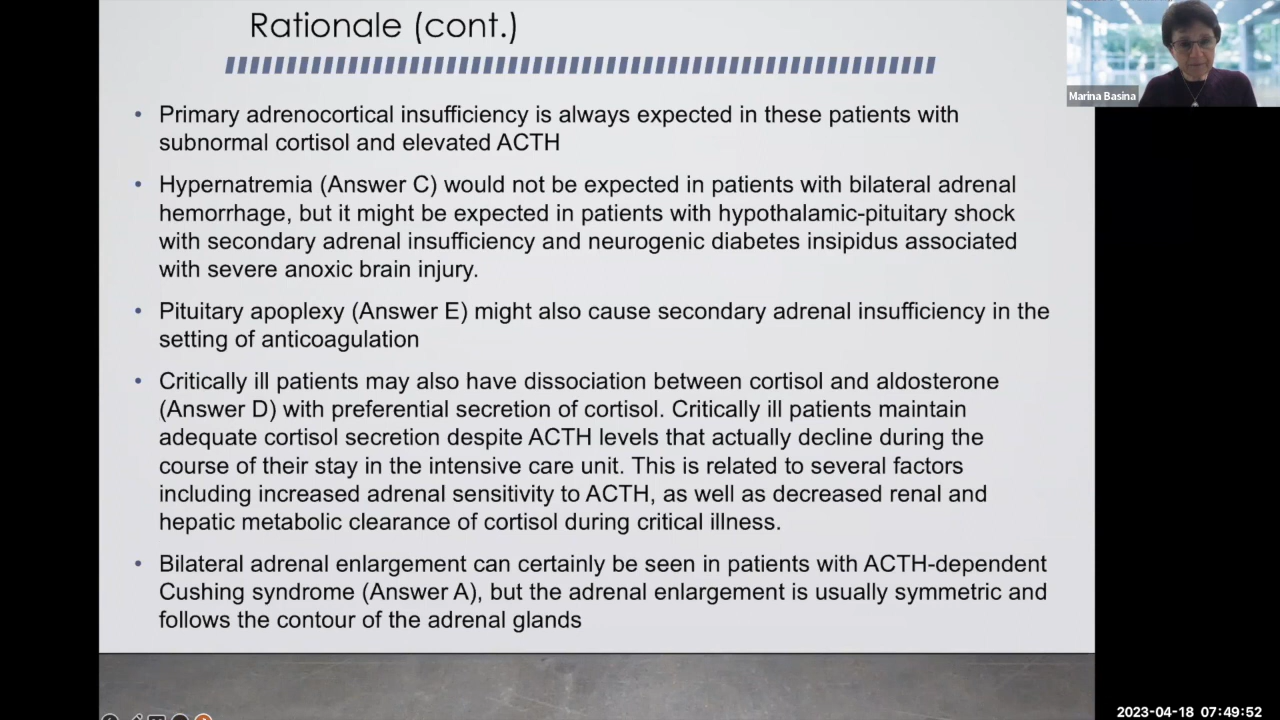 Rationale (cont.)
Marina Basina
• Primary adrenocortical insufficiency is always expected in these patients with
subnormal cortisol and elevated ACTH
• Hypernatremia (Answer C) would not be expected in patients with bilateral adrenal
hemorrhage, but it might be expected in patients with hypothalamic-pituitary shock
with secondary adrenal insufficiency and neurogenic diabetes insipidus associated
with severe anoxic brain injury.
• Pituitary apoplexy (Answer E) might also cause secondary adrenal insufficiency in the
setting of anticoagulation
• Critically ill patients may also have dissociation between cortisol and aldosterone
(Answer D) with preferential secretion of cortisol. Critically ill patients maintain
adequate cortisol secretion despite ACTH levels that actually decline during the
course of their stay in the intensive care unit. This is related to several factors
including increased adrenal sensitivity to ACTH, as well as decreased renal and
hepatic metabolic clearance of cortisol during critical illness.
• Bilateral adrenal enlargement can certainly be seen in patients with ACTH-dependent
Cushing syndrome (Answer A), but the adrenal enlargement is usually symmetric and
follows the contour of the adrenal glands
2023-04-18 07:49:52